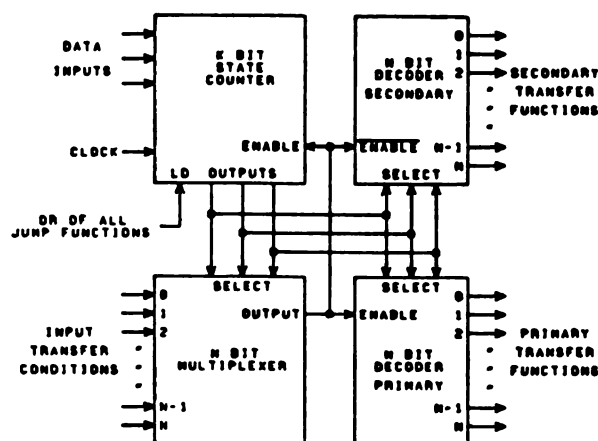 DATA
INPUTS
CLOCK
K BIT
STATE
COUNTER
ENABLE
LD OUTPUTS
OR OF ALL
JUMP FUNCTIONS
N BIT
DECODER
SECONDARY
ENABLE
SELECT
0
1
2
N-1
N
SECONDARY
TRANSFER
FUNCTIONS
INPUT
TRANSFER
CONDITIONS
0
1
2
N-1
N
SELECT
OUTPUT
N BIT
MULTIPLEXER
SELECT
ENABLE
N BIT
DECODER
PRIMARY
0
1
2
N-1
N
PRIMARY
TRANSFER
FUNCTIONS